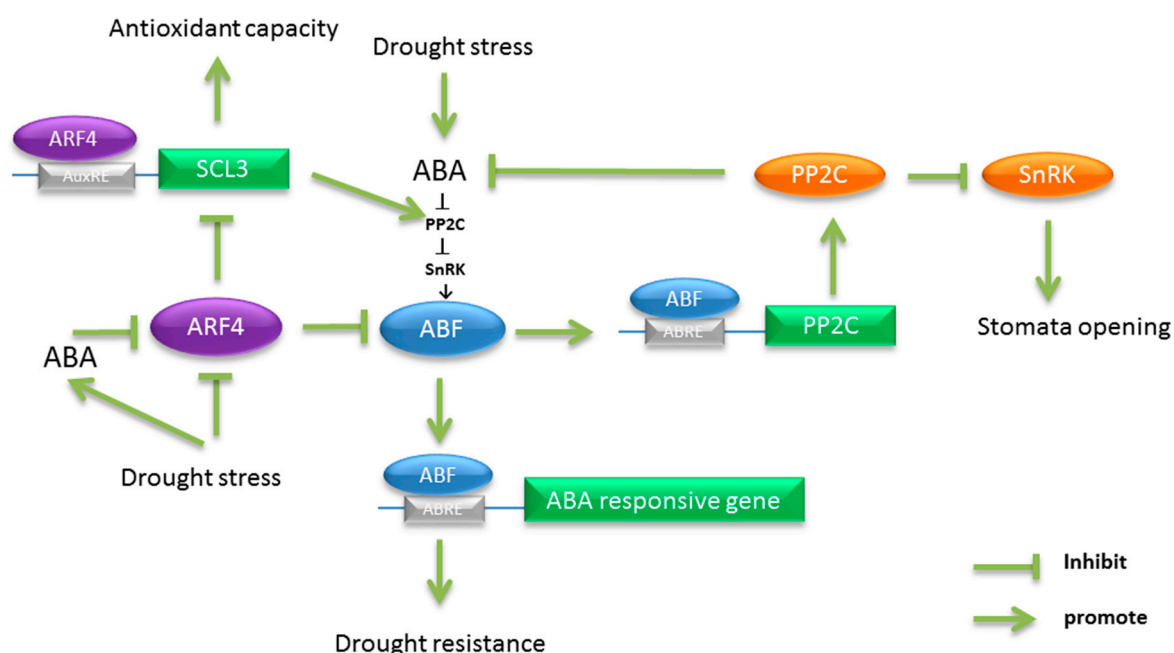 Antioxidant capacity
Drought stress
ARF4
AuxRE
SCL3
ABA
PP2C
SnRK
PP2C
SnRK
ARF4
ABF
ABF
ABRE
PP2C
Stomata opening
ABA
Drought stress
ABF
ABRE
ABA responsive gene
Inhibit
promote
Drought resistance